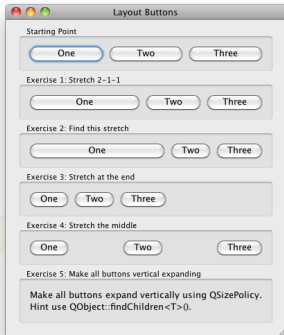 Layout Buttons
Starting Point
One Two Three
Exercise 1: Stretch 2-1-1
One Two Three
Exercise 2: Find this stretch
One Two Three
Exercise 3: Stretch at the end
One Two Three
Exercise 4: Stretch the middle
One Two Three
Exercise 5: Make all buttons vertical expanding
Make all buttons expand vertically using QSizePolicy.
Hint use QObject::findChildren<T>().